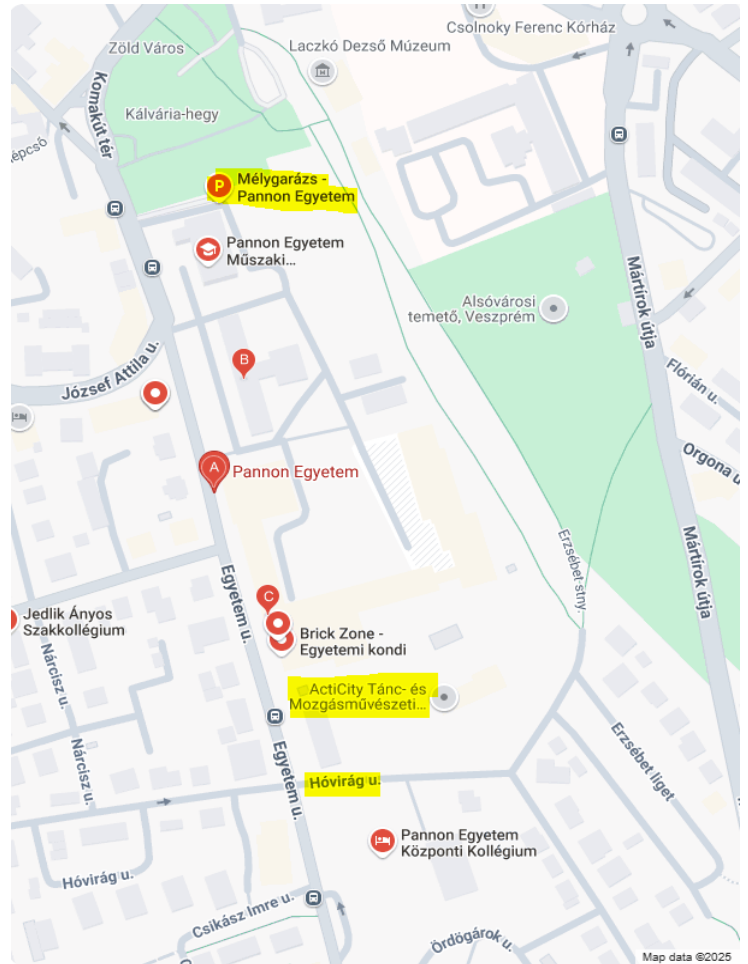 Csolnoky Ferenc Kórház
Zöld Város
Laczkó Dezső Múzeum
Komakút tér
Kálvária-hegy
épcső
P
Mélygarázs -
Pannon Egyetem
Pannon Egyetem
Műszaki...
Mártírok útja
Alsóvárosi
temető, Veszprém
B
József Attila u.
Flórián u.
A
Pannon Egyetem
Orgona u.
Erzsébet stny.
Mártírok útja
Egyetem u.
C
Jedlik Ányos
Szakkollégium
Brick Zone -
Egyetemi kondi
Nárcisz u.
ActiCity Tánc- és
Mozgásművészeti...
Nárcisz u.
Egyetem u.
Erzsébet liget
Hóvirág u.
Pannon Egyetem
Központi Kollégium
Hóvirág u.
Csikász Imre u.
Ördögárok u.
Map data ©2025